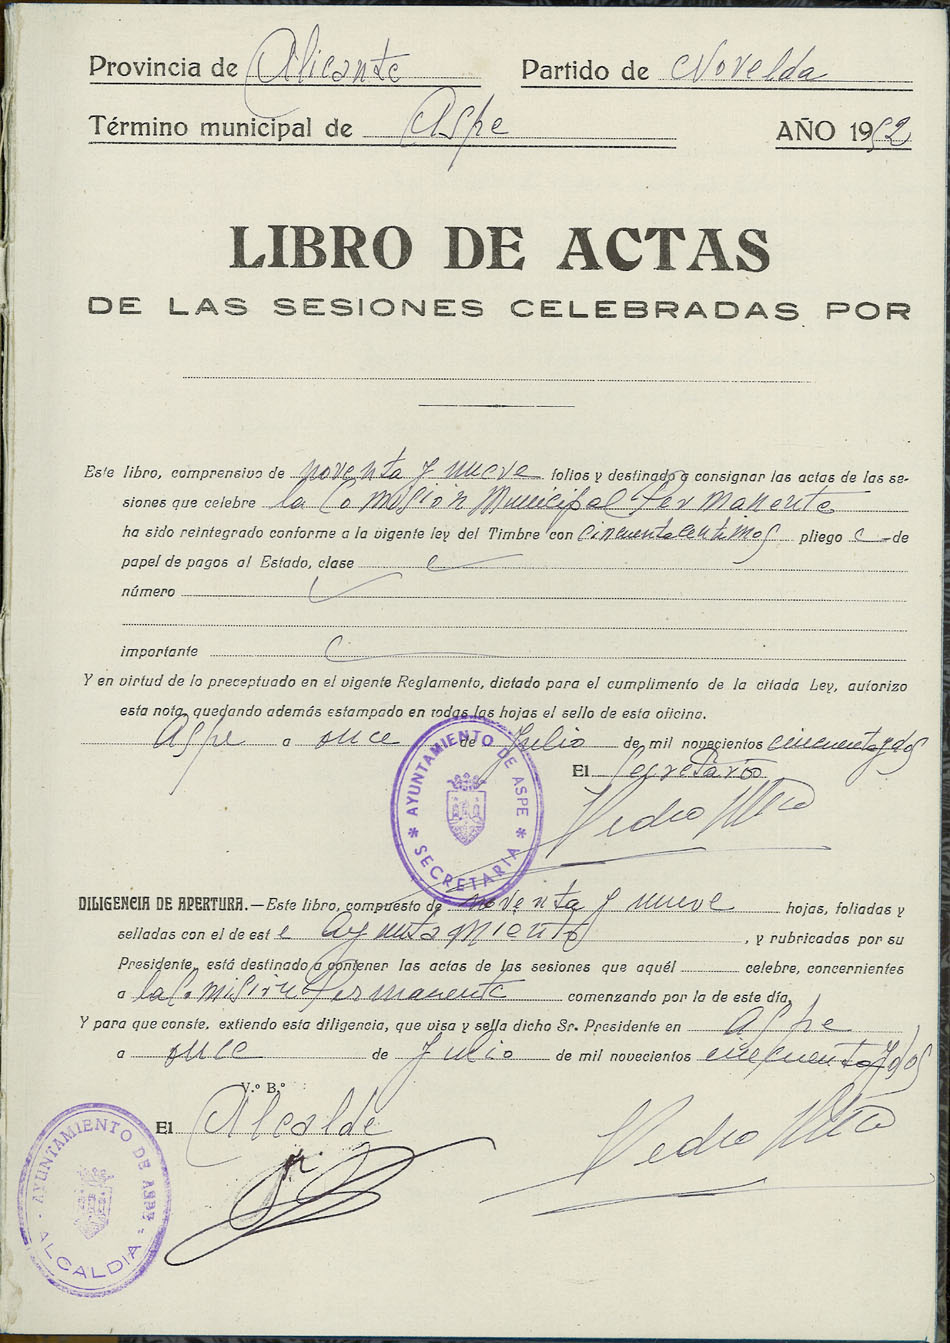 Provincia de Alicante Partido de Novelda
Término municipal de Aspe AÑO 1952
LIBRO DE ACTAS
DE LAS SESIONES CELEBRADAS POR
Este libro, comprensivo de noventa y nueve folios y destinado a consignar las actas de las se-
siones que celebre la Comision Municipal Permanente
ha sido reintegrado conforme a la vigente ley del Timbre con cincuenta centimos pliego de
papel de pagos al Estado, clase
número
importante
Y en virtud de lo preceptuado en el vigente Reglamento, dictado para el cumplimento de la citada Ley, autorizo
esta nota, quedando además estampado en todas las hojas el sello de esta oficina.
Aspe a once de Julio de mil novecientos cincuenta y dos
El Secretario
AYUNTAMIENTO DE ASPE
* SECRETARIA *
Pedro
DILIGENCIA DE APERTURA.—Este libro, compuesto de noventa y nueve hojas, foliadas y
selladas con el de este Ayuntamiento, y rubricadas por su
Presidente, está destinado a contener las actas de las sesiones que aquél celebre, concernientes
a la Comision Permanente comenzando por la de este día.
Y para que conste, extiendo esta diligencia, que visa y sella dicho Sr. Presidente en Aspe
a once de Julio de mil novecientos cincuenta y dos
V.º B.º
El Alcalde
Pedro
AYUNTAMIENTO DE ASPE
ALCALDIA